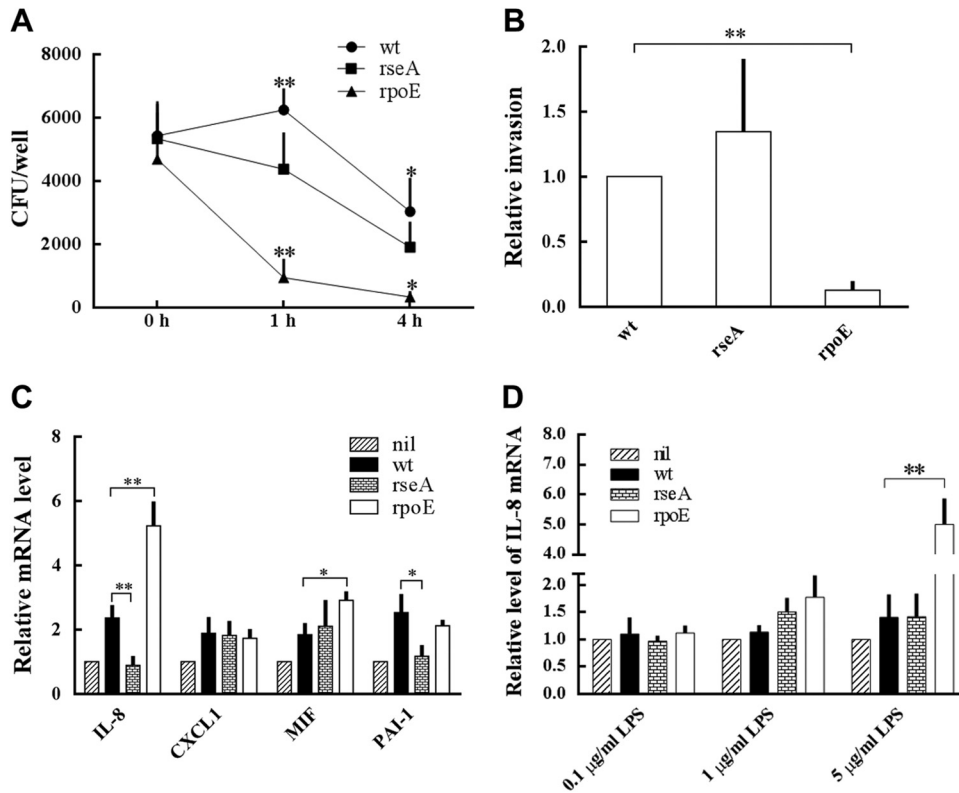 A
wt
rseA
rpoE
CFU/well
8000
6000
4000
2000
0
**
**
*
*
0 h 1 h 4 h
B
Relative invasion
2.0
1.5
1.0
0.5
0.0
**
wt rseA rpoE
C
nil
wt
rseA
rpoE
Relative mRNA level
8
6
4
2
0
**
**
*
*
IL-8 CXCL1 MIF PAI-1
D
nil
wt
rseA
rpoE
Relative level of IL-8 mRNA
8.0
7.0
6.0
5.0
4.0
2.0
1.5
1.0
0.5
0.0
**
0.1 μg/ml LPS 1 μg/ml LPS 5 μg/ml LPS